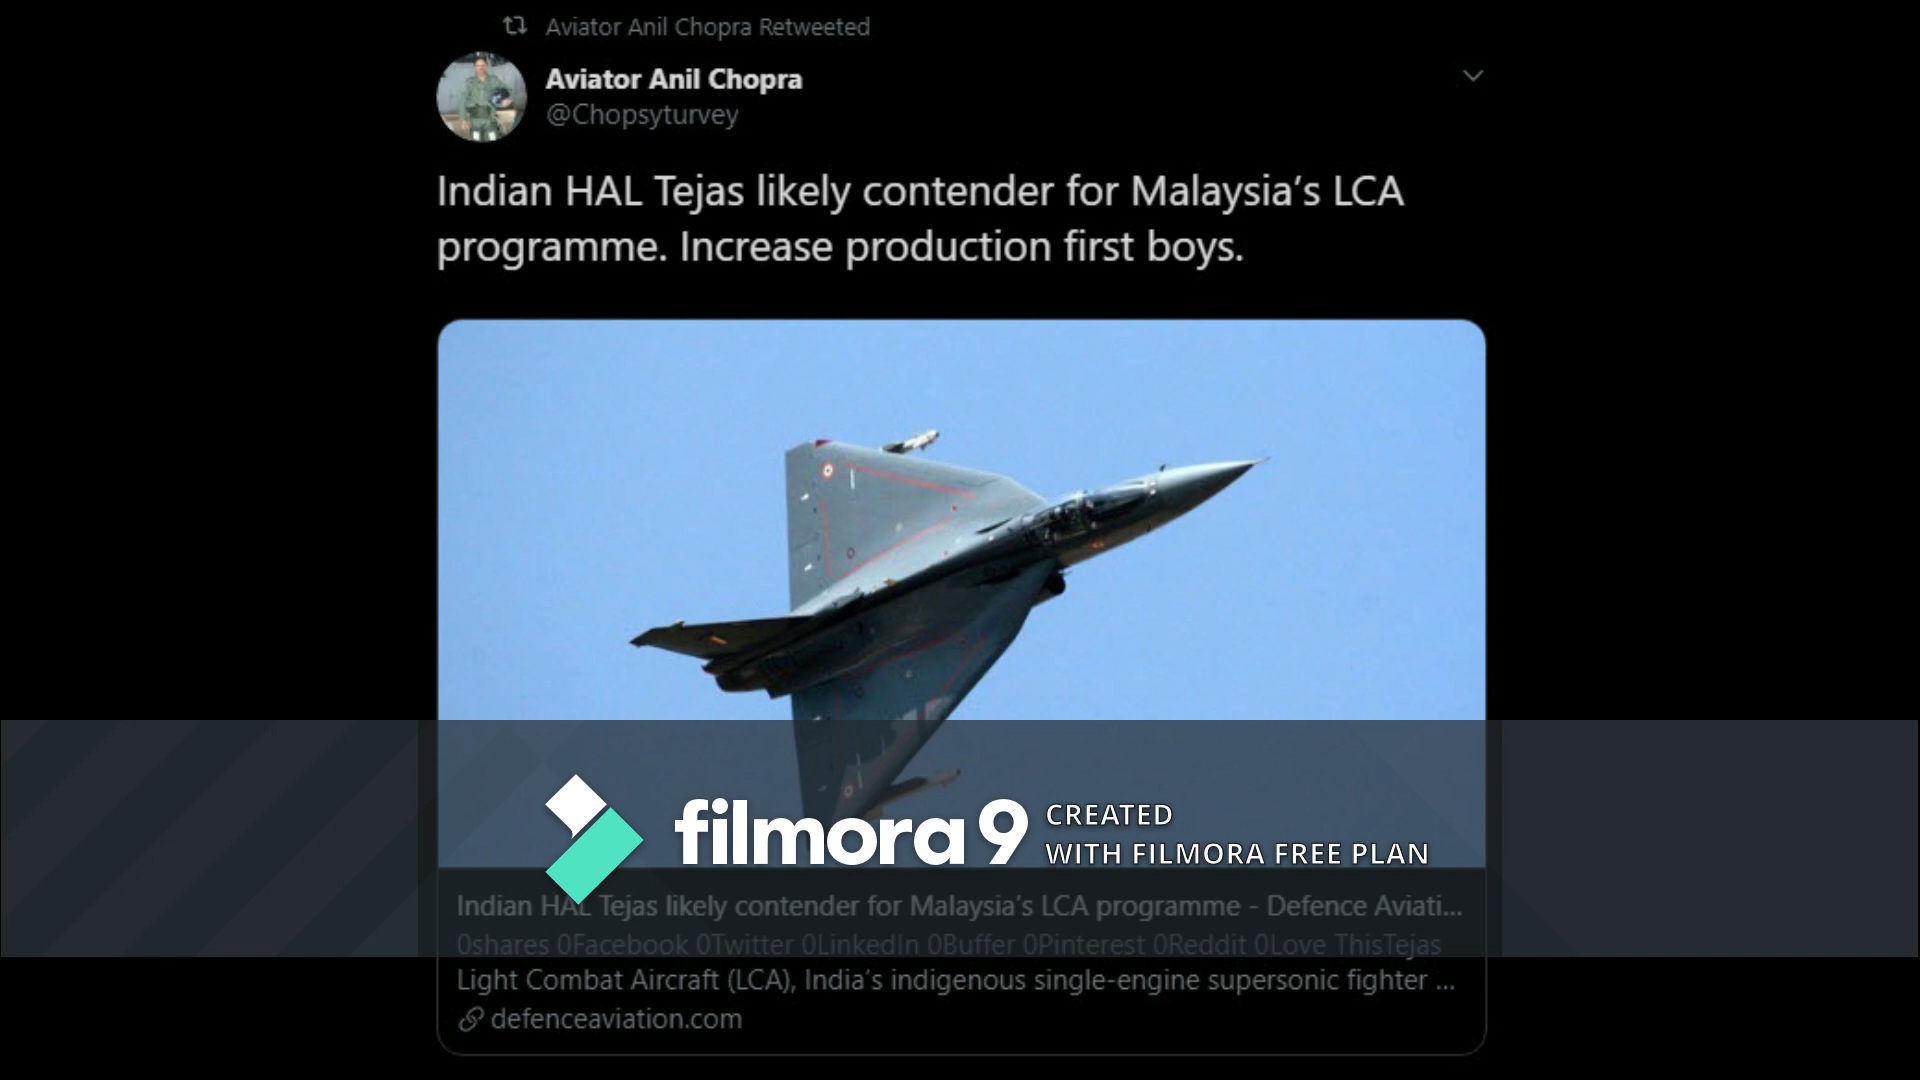 Aviator Anil Chopra Retweeted
Aviator Anil Chopra
@Chopsyturvey
Indian HAL Tejas likely contender for Malaysia’s LCA
programme. Increase production first boys.
filmora9 CREATED
WITH FILMORA FREE PLAN
Indian HAL Tejas likely contender for Malaysia’s LCA programme - Defence Aviati...
0shares 0Facebook 0Twitter 0LinkedIn 0Buffer 0Pinterest 0Reddit 0Love ThisTejas
Light Combat Aircraft (LCA), India’s indigenous single-engine supersonic fighter ...
defenceaviation.com